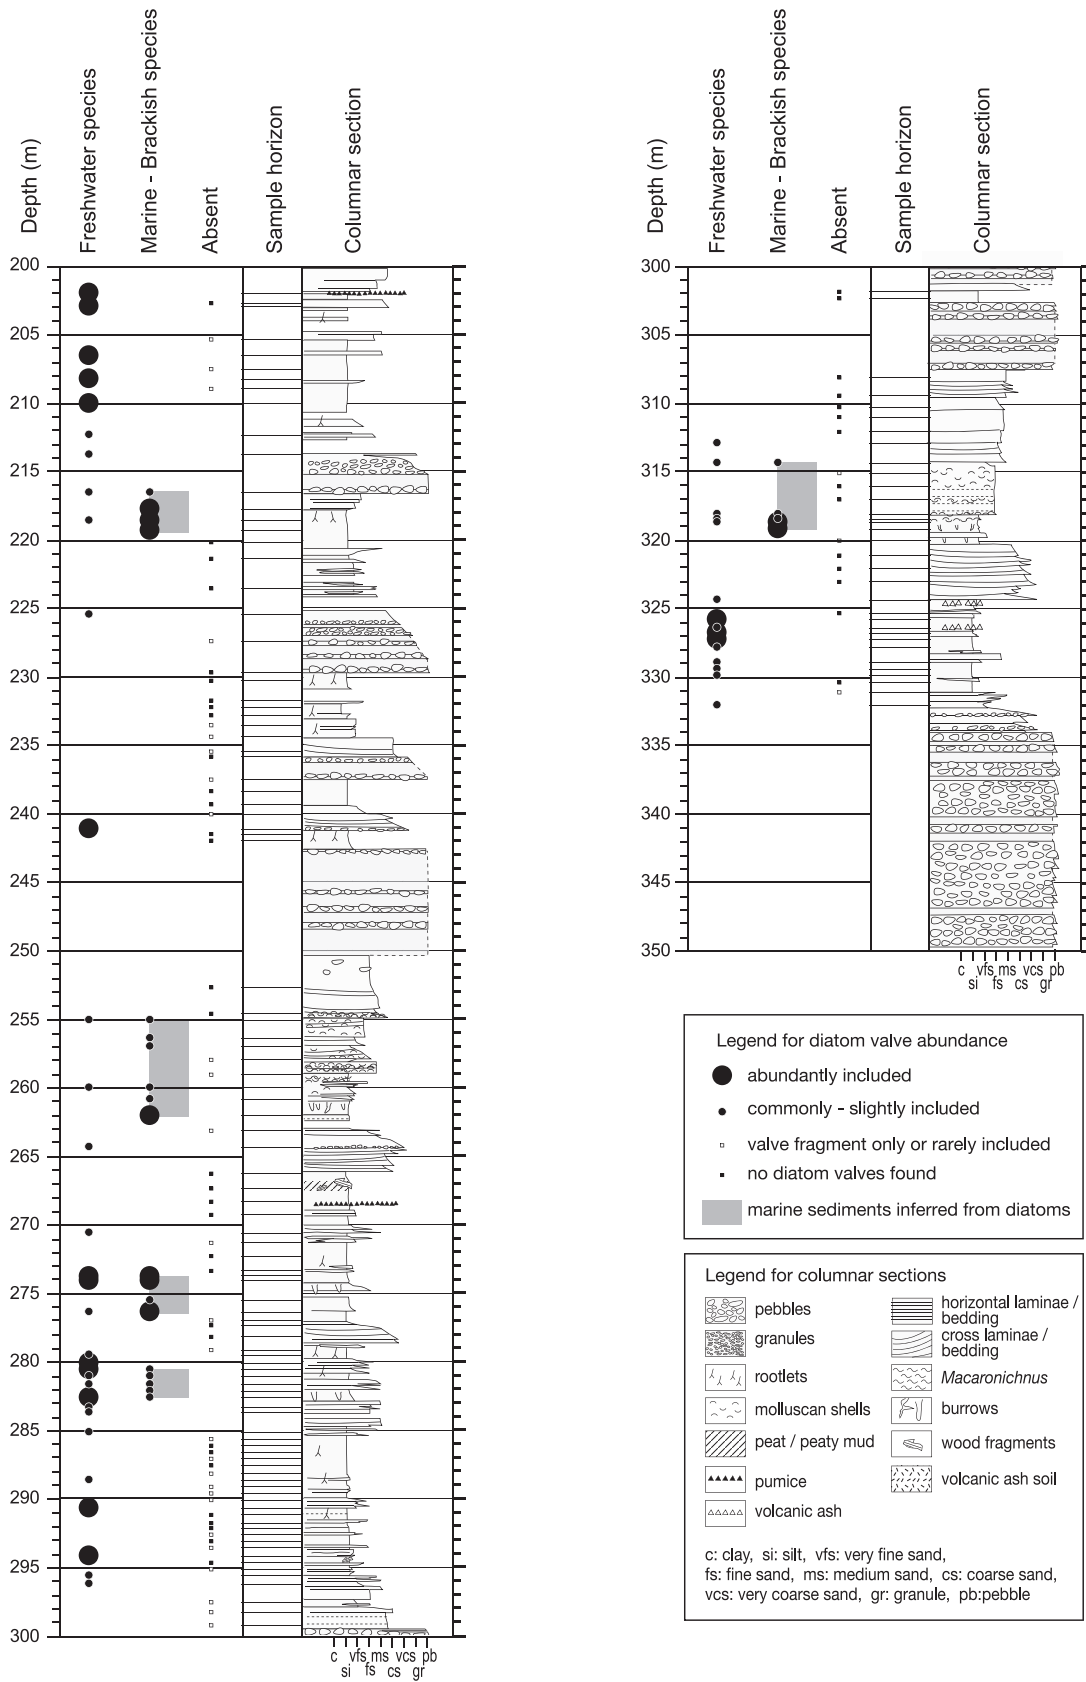 Depth (m)
Freshwater species
Marine - Brackish species
Absent
Sample horizon
Columnar section
200
205
210
215
220
225
230
235
240
245
250
255
260
265
270
275
280
285
290
295
300
c si vfs fs ms cs vcs gr pb
Depth (m)
Freshwater species
Marine - Brackish species
Absent
Sample horizon
Columnar section
300
305
310
315
320
325
330
335
340
345
350
c si vfs fs ms cs vcs gr pb
Legend for diatom valve abundance
abundantly included
commonly - slightly included
valve fragment only or rarely included
no diatom valves found
marine sediments inferred from diatoms
Legend for columnar sections
pebbles
granules
rootlets
molluscan shells
peat / peaty mud
pumice
volcanic ash
horizontal laminae /
bedding
cross laminae /
bedding
Macaronichnus
burrows
wood fragments
volcanic ash soil
c: clay, si: silt, vfs: very fine sand,
fs: fine sand, ms: medium sand, cs: coarse sand,
vcs: very coarse sand, gr: granule, pb:pebble